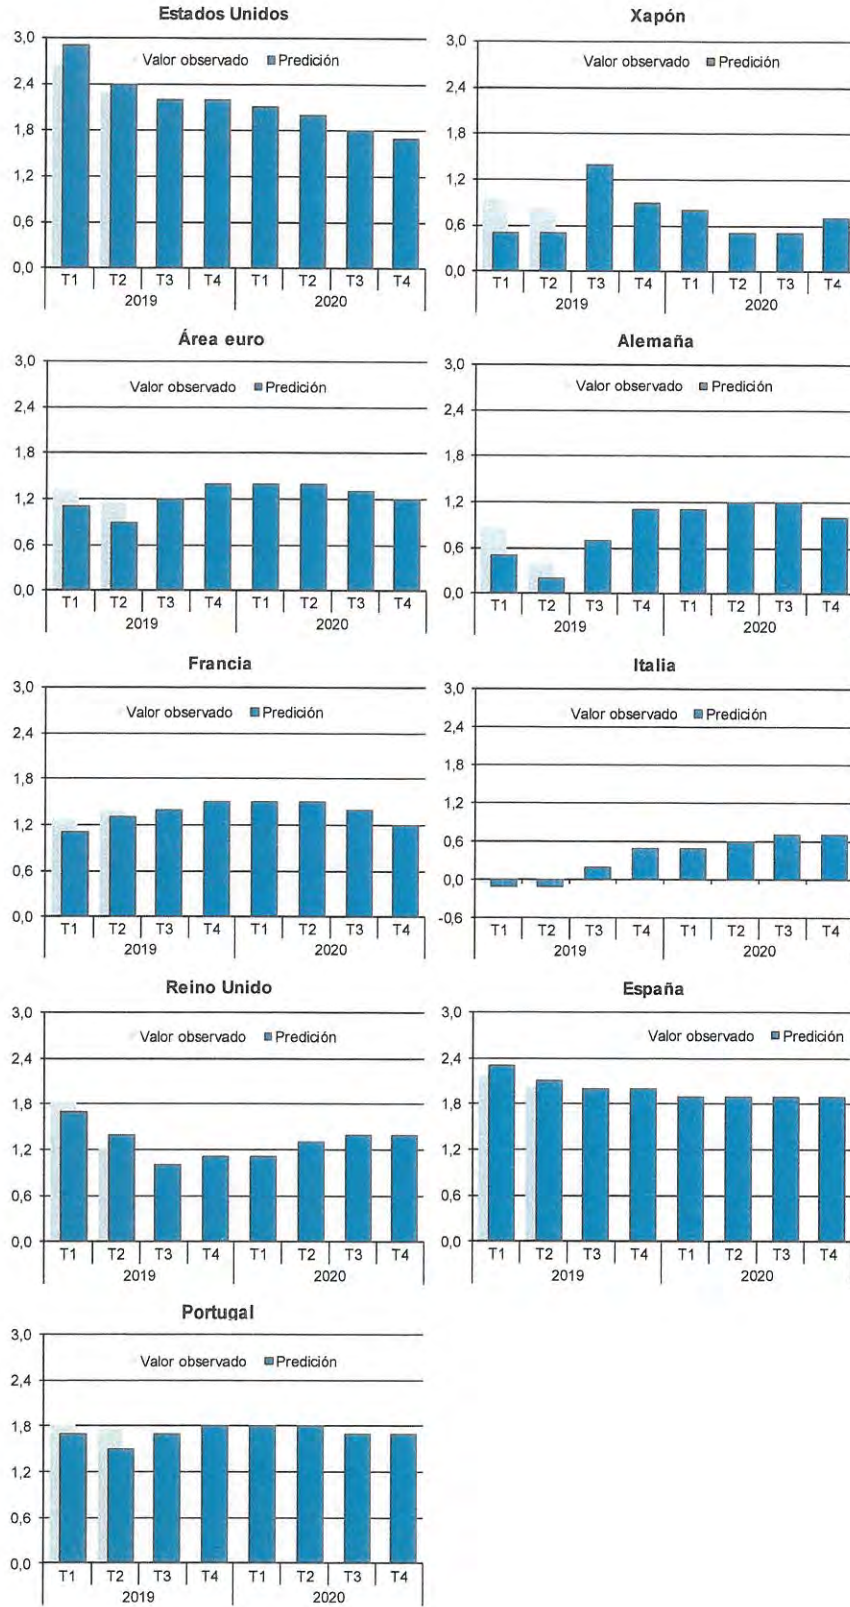 Estados Unidos
3,0
Valor observado Predición
2,4
1,8
1,2
0,6
0,0
T1 T2 T3 T4 T1 T2 T3 T4
2019 2020
Xapón
3,0
Valor observado Predición
2,4
1,8
1,2
0,6
0,0
T1 T2 T3 T4 T1 T2 T3 T4
2019 2020
Área euro
3,0
Valor observado Predición
2,4
1,8
1,2
0,6
0,0
T1 T2 T3 T4 T1 T2 T3 T4
2019 2020
Alemaña
3,0
Valor observado Predición
2,4
1,8
1,2
0,6
0,0
T1 T2 T3 T4 T1 T2 T3 T4
2019 2020
Francia
3,0
Valor observado Predición
2,4
1,8
1,2
0,6
0,0
T1 T2 T3 T4 T1 T2 T3 T4
2019 2020
Italia
3,0
Valor observado Predición
2,4
1,8
1,2
0,6
0,0
-0,6
T1 T2 T3 T4 T1 T2 T3 T4
2019 2020
Reino Unido
3,0
Valor observado Predición
2,4
1,8
1,2
0,6
0,0
T1 T2 T3 T4 T1 T2 T3 T4
2019 2020
España
3,0
Valor observado Predición
2,4
1,8
1,2
0,6
0,0
T1 T2 T3 T4 T1 T2 T3 T4
2019 2020
Portugal
3,0
Valor observado Predición
2,4
1,8
1,2
0,6
0,0
T1 T2 T3 T4 T1 T2 T3 T4
2019 2020